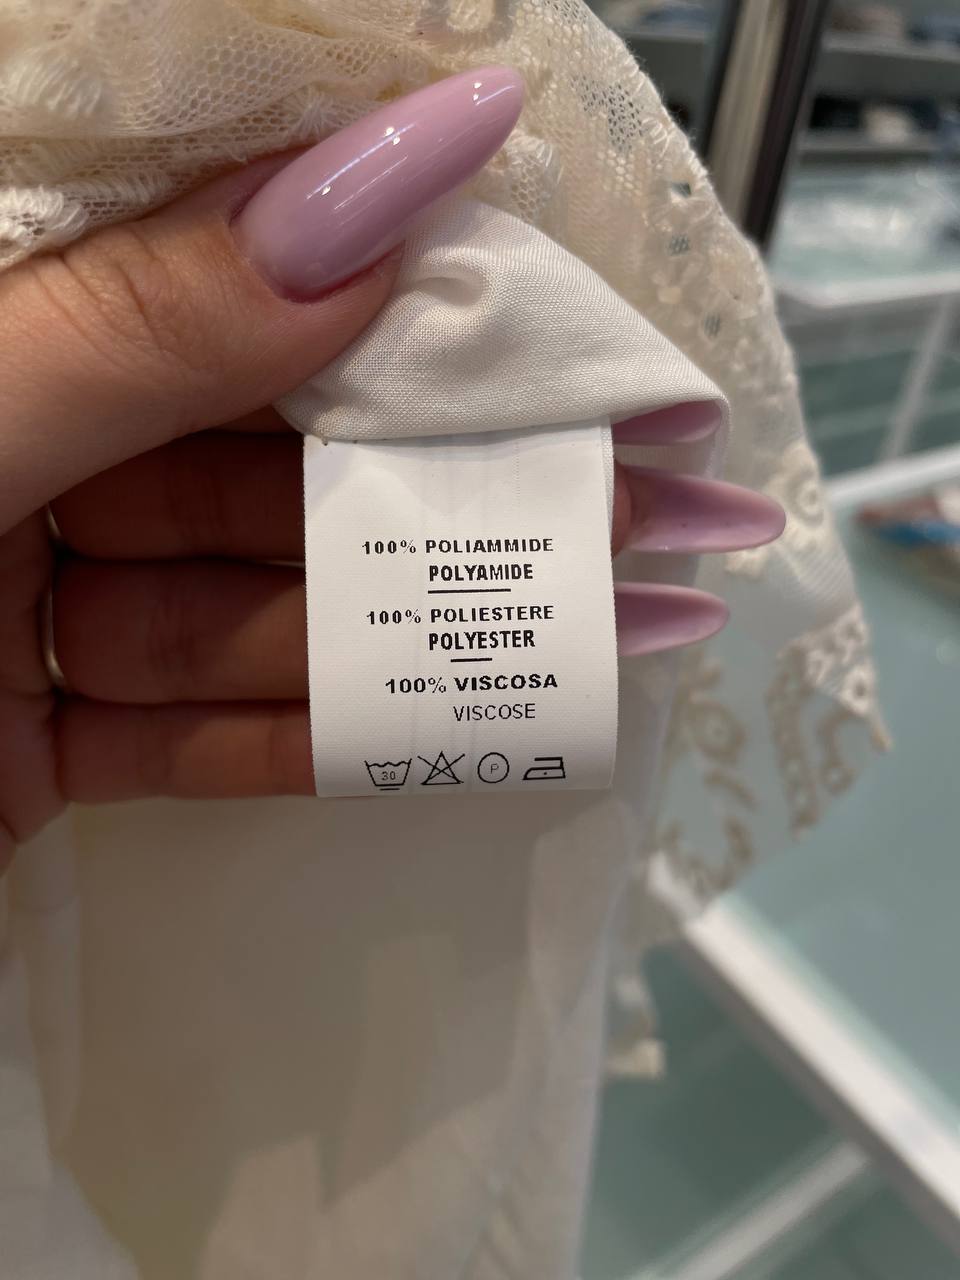 100% POLIAMMIDE
POLYAMIDE
100% POLIESTERE
POLYESTER
100% VISCOSA
VISCOSE
30 P